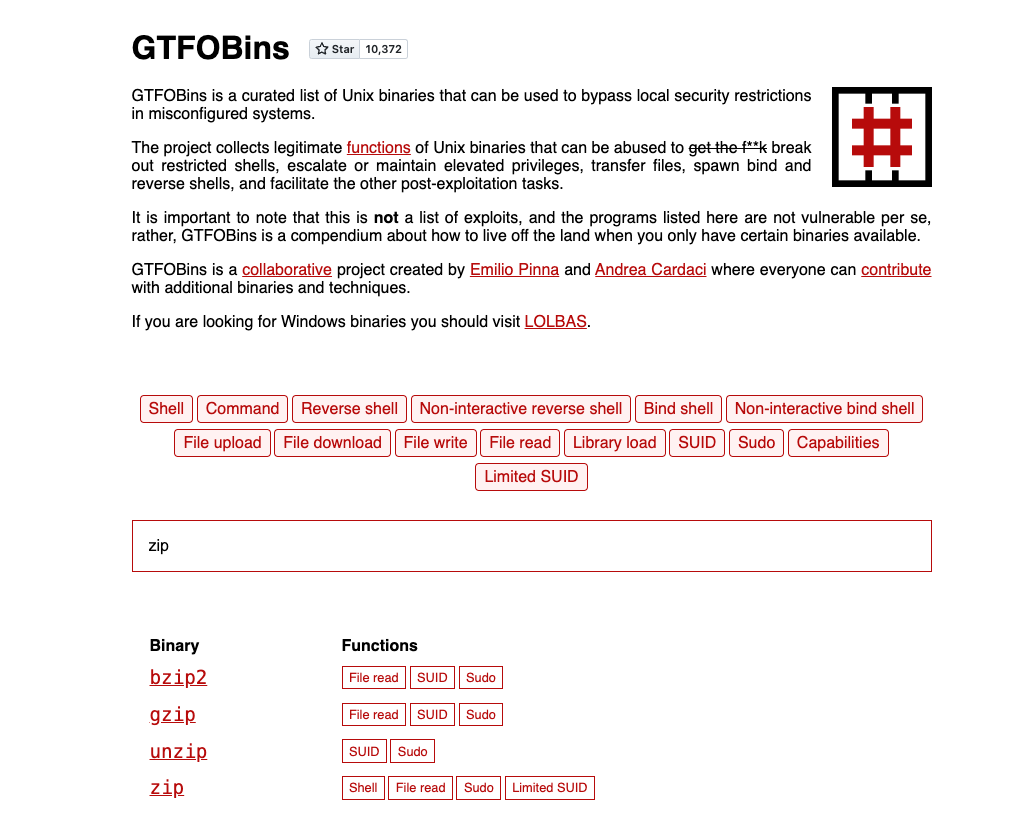 GTFOBins Star 10,372
GTFOBins is a curated list of Unix binaries that can be used to bypass local security restrictions
in misconfigured systems.
The project collects legitimate functions of Unix binaries that can be abused to get the f**k break
out restricted shells, escalate or maintain elevated privileges, transfer files, spawn bind and
reverse shells, and facilitate the other post-exploitation tasks.
It is important to note that this is not a list of exploits, and the programs listed here are not vulnerable per se,
rather, GTFOBins is a compendium about how to live off the land when you only have certain binaries available.
GTFOBins is a collaborative project created by Emilio Pinna and Andrea Cardaci where everyone can contribute
with additional binaries and techniques.
If you are looking for Windows binaries you should visit LOLBAS.
Shell Command Reverse shell Non-interactive reverse shell Bind shell Non-interactive bind shell
File upload File download File write File read Library load SUID Sudo Capabilities
Limited SUID
zip
Binary Functions
bzip2 File read SUID Sudo
gzip File read SUID Sudo
unzip SUID Sudo
zip Shell File read Sudo Limited SUID